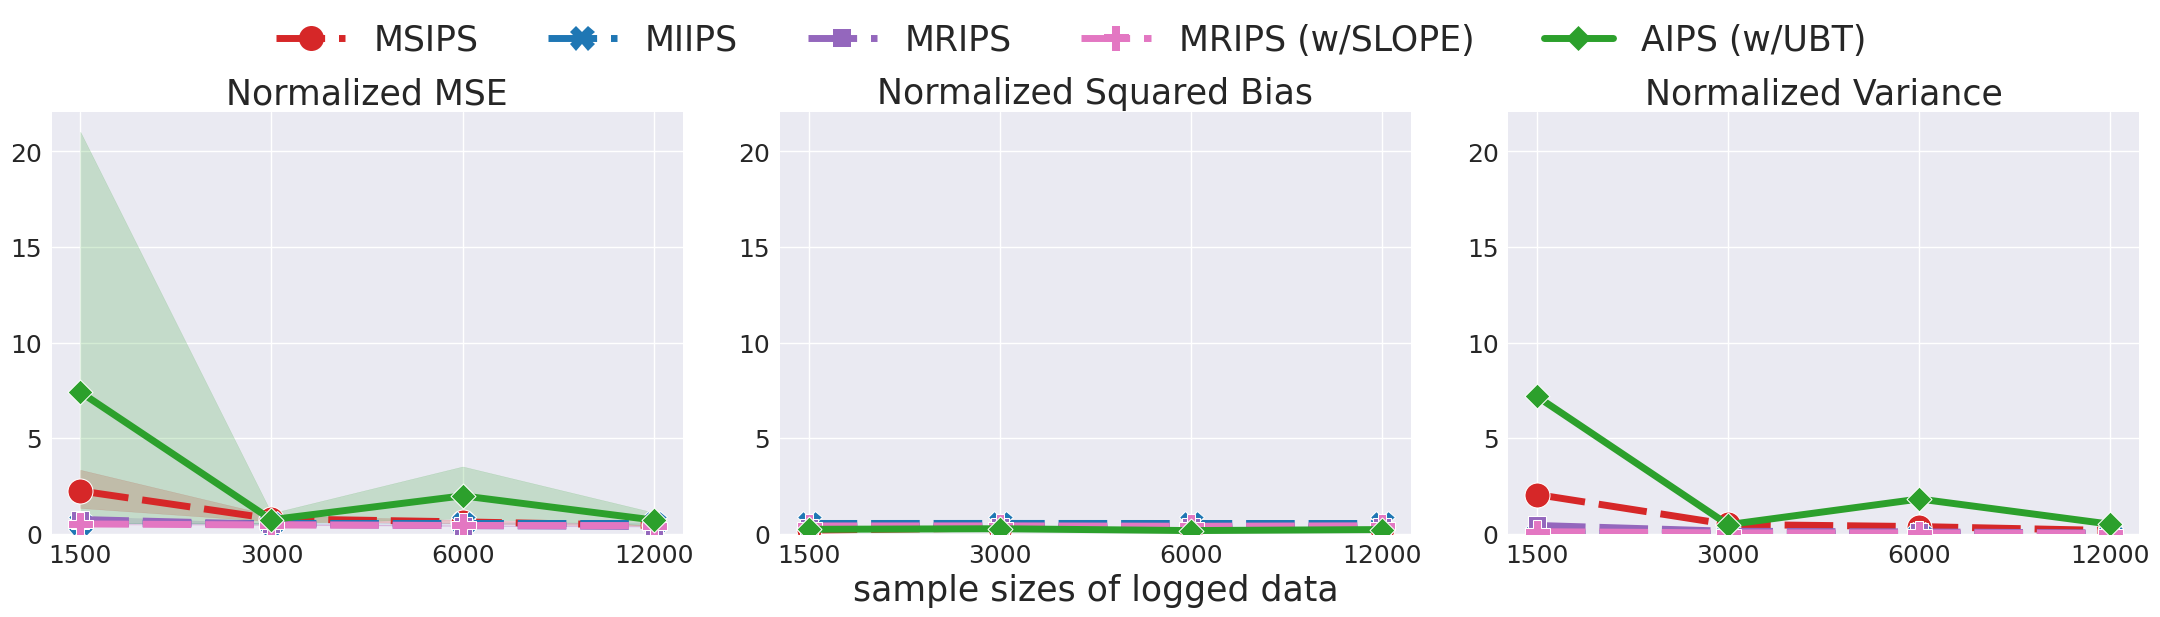 MSIPS MIIPS MRIPS MRIPS (w/SLOPE) AIPS (w/UBT)
Normalized MSE Normalized Squared Bias Normalized Variance
20 20 20
15 15 15
10 10 10
5 5 5
0 0 0
1500 3000 6000 12000 1500 3000 6000 12000 1500 3000 6000 12000
sample sizes of logged data